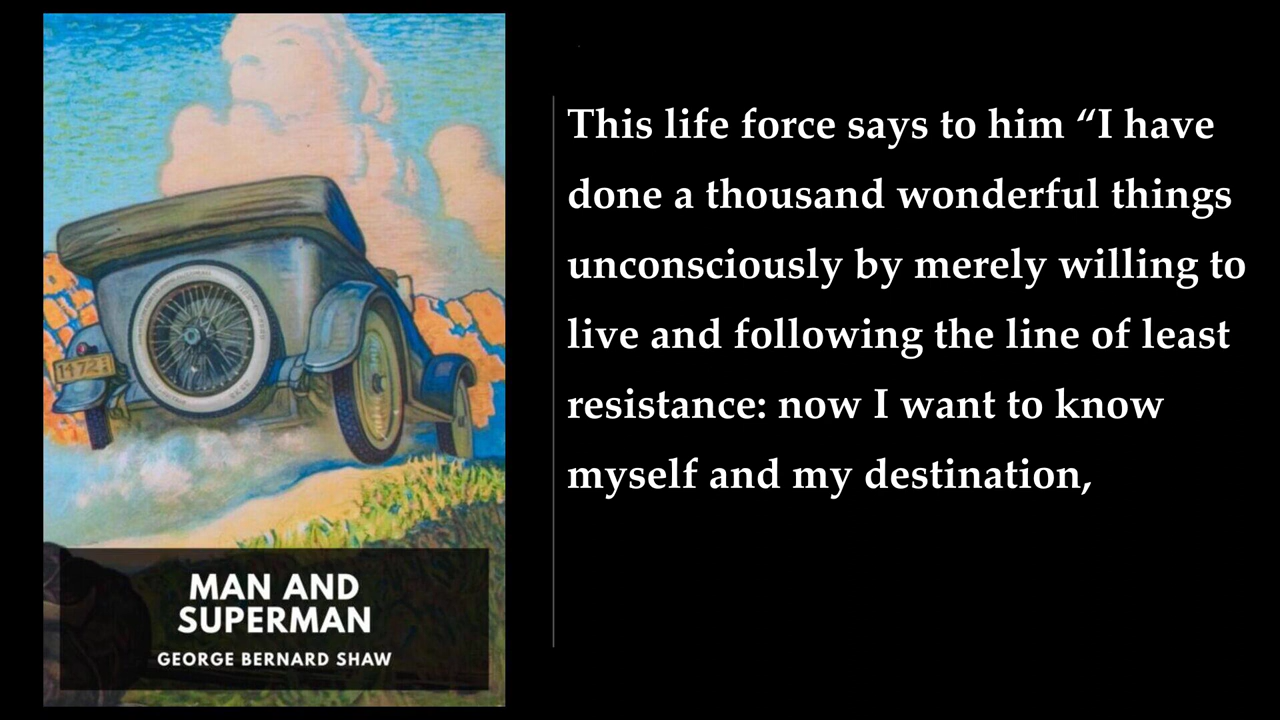 This life force says to him “I have
done a thousand wonderful things
unconsciously by merely willing to
live and following the line of least
resistance: now I want to know
myself and my destination,
1472
MAN AND
SUPERMAN
GEORGE BERNARD SHAW